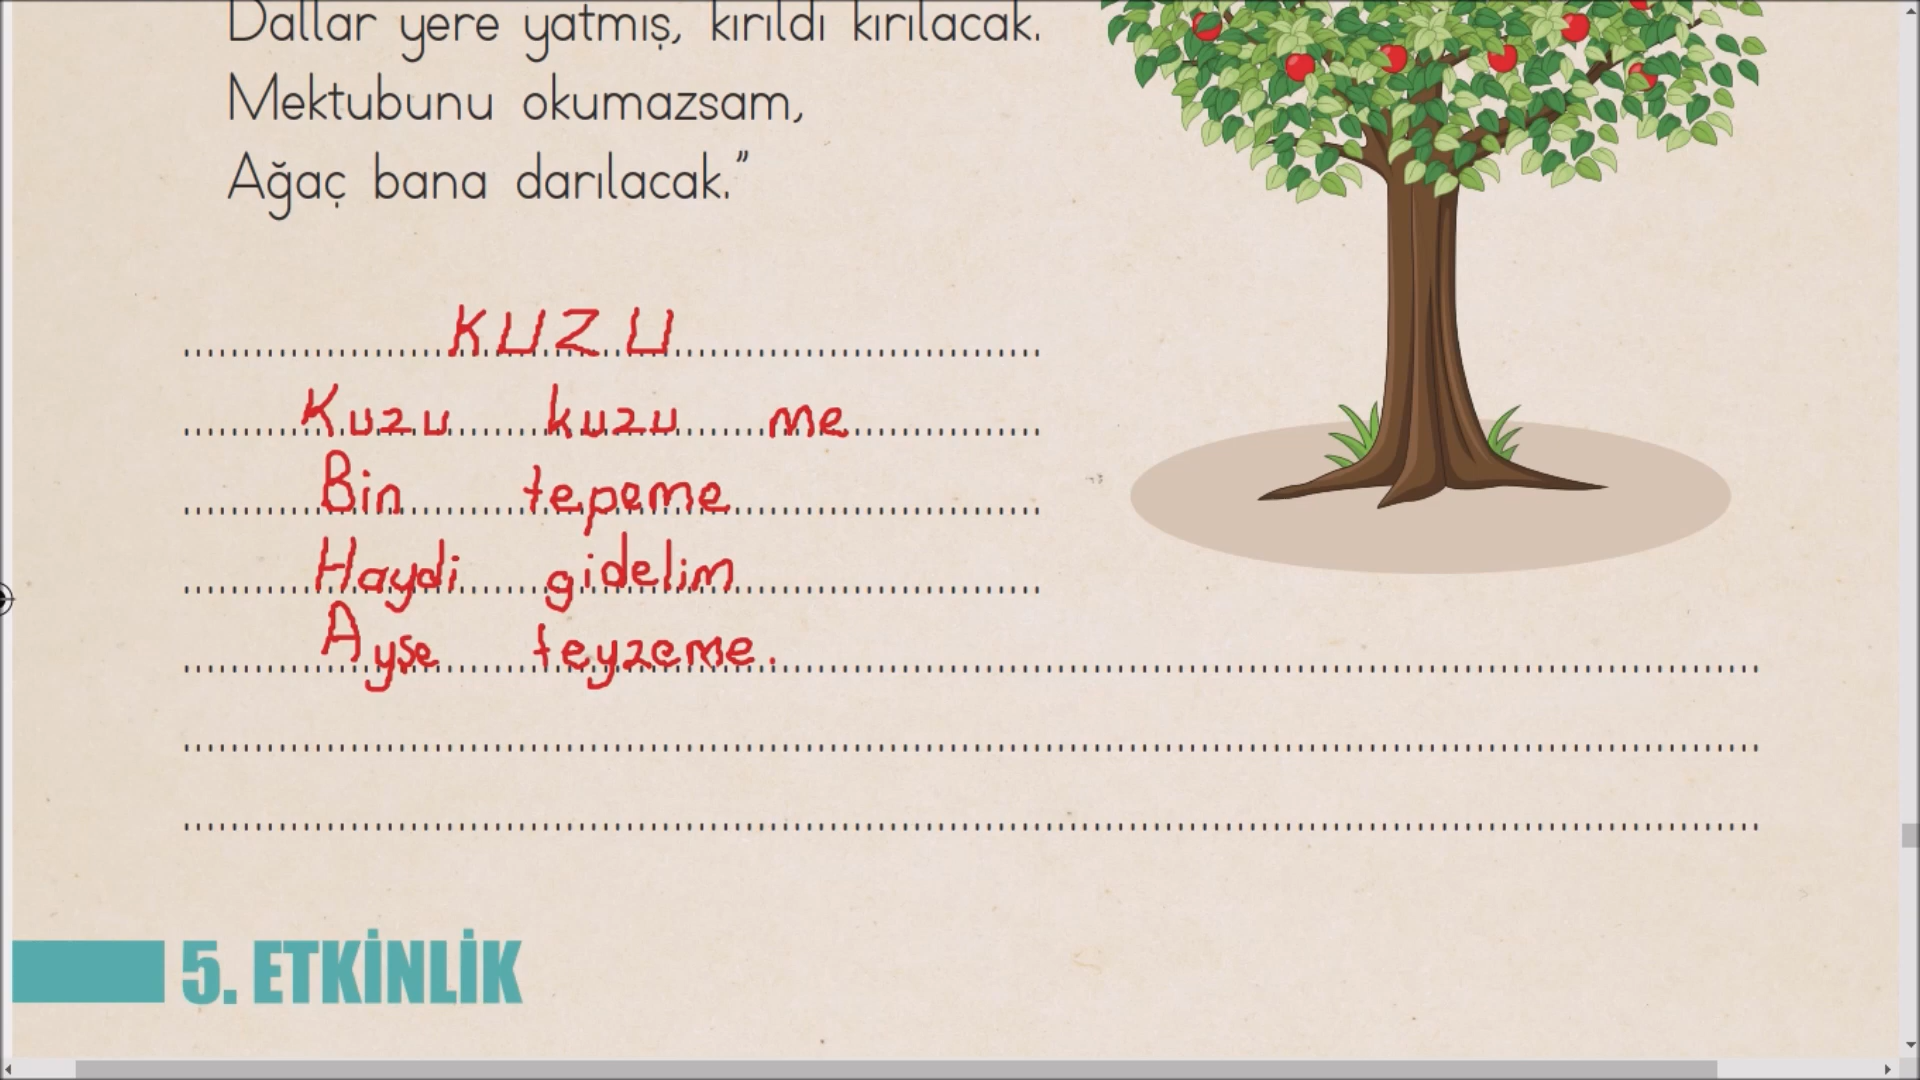 Dallar yere yatmış, kırıldı kırılacak.
Mektubunu okumazsam,
Ağaç bana darılacak.”
KUZU
Kuzu kuzu me
Bin tepeme
Haydi gidelim
Ayşe teyzeme.
5. ETKİNLİK